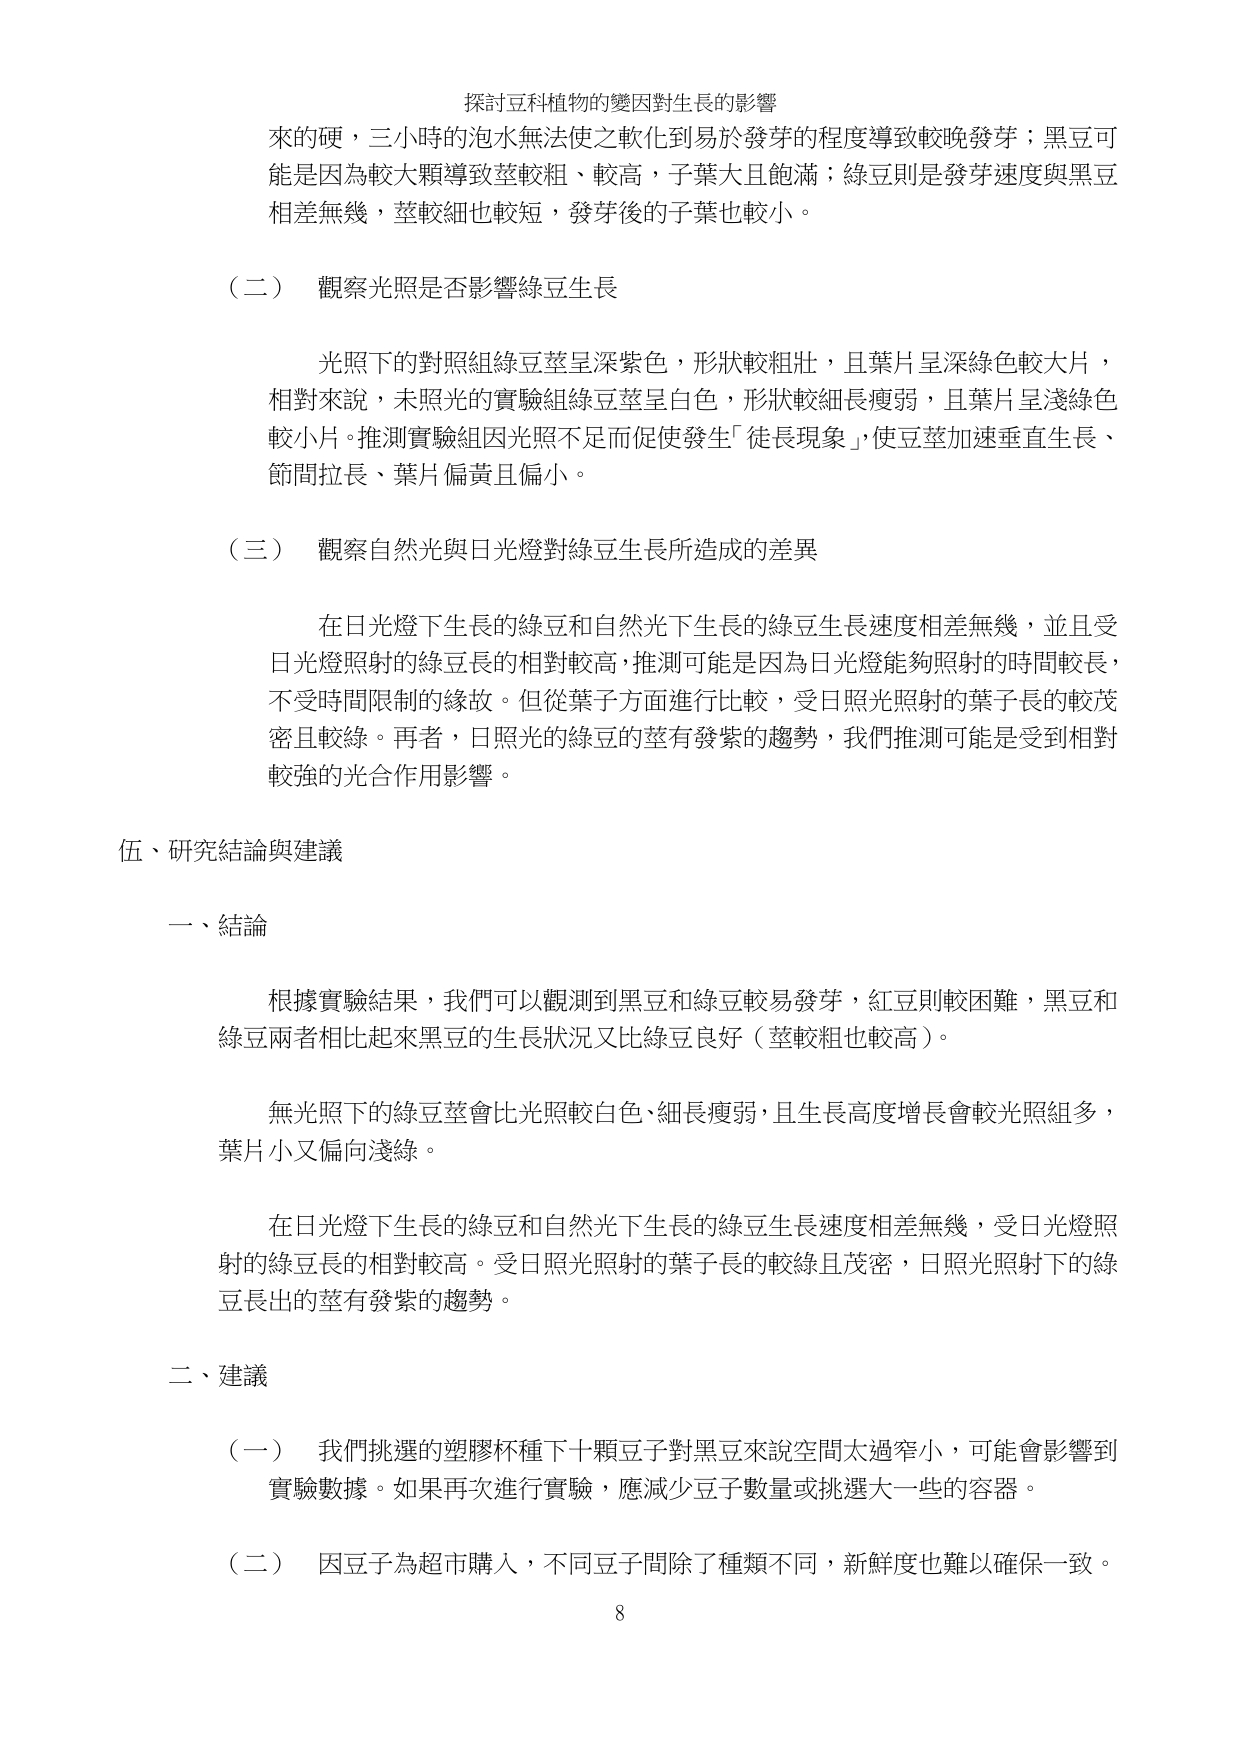 探討豆科植物的變因對生長的影響
來的硬，三小時的泡水無法使之軟化到易於發芽的程度導致較晚發芽；黑豆可
能是因為較大顆導致莖較粗、較高，子葉大且飽滿；綠豆則是發芽速度與黑豆
相差無幾，莖較細也較短，發芽後的子葉也較小。
（二） 觀察光照是否影響綠豆生長
光照下的對照組綠豆莖呈深紫色，形狀較粗壯，且葉片呈深綠色較大片，
相對來說，未照光的實驗組綠豆莖呈白色，形狀較細長瘦弱，且葉片呈淺綠色
較小片。推測實驗組因光照不足而促使發生「徒長現象」，使豆莖加速垂直生長、
節間拉長、葉片偏黃且偏小。
（三） 觀察自然光與日光燈對綠豆生長所造成的差異
在日光燈下生長的綠豆和自然光下生長的綠豆生長速度相差無幾，並且受
日光燈照射的綠豆長的相對較高，推測可能是因為日光燈能夠照射的時間較長，
不受時間限制的緣故。但從葉子方面進行比較，受日照光照射的葉子長的較茂
密且較綠。再者，日照光的綠豆的莖有發紫的趨勢，我們推測可能是受到相對
較強的光合作用影響。
伍、研究結論與建議
一、結論
根據實驗結果，我們可以觀測到黑豆和綠豆較易發芽，紅豆則較困難，黑豆和
綠豆兩者相比起來黑豆的生長狀況又比綠豆良好（莖較粗也較高）。
無光照下的綠豆莖會比光照較白色、細長瘦弱，且生長高度增長會較光照組多，
葉片小又偏向淺綠。
在日光燈下生長的綠豆和自然光下生長的綠豆生長速度相差無幾，受日光燈照
射的綠豆長的相對較高。受日照光照射的葉子長的較綠且茂密，日照光照射下的綠
豆長出的莖有發紫的趨勢。
二、建議
（一） 我們挑選的塑膠杯種下十顆豆子對黑豆來說空間太過窄小，可能會影響到
實驗數據。如果再次進行實驗，應減少豆子數量或挑選大一些的容器。
（二） 因豆子為超市購入，不同豆子間除了種類不同，新鮮度也難以確保一致。
8